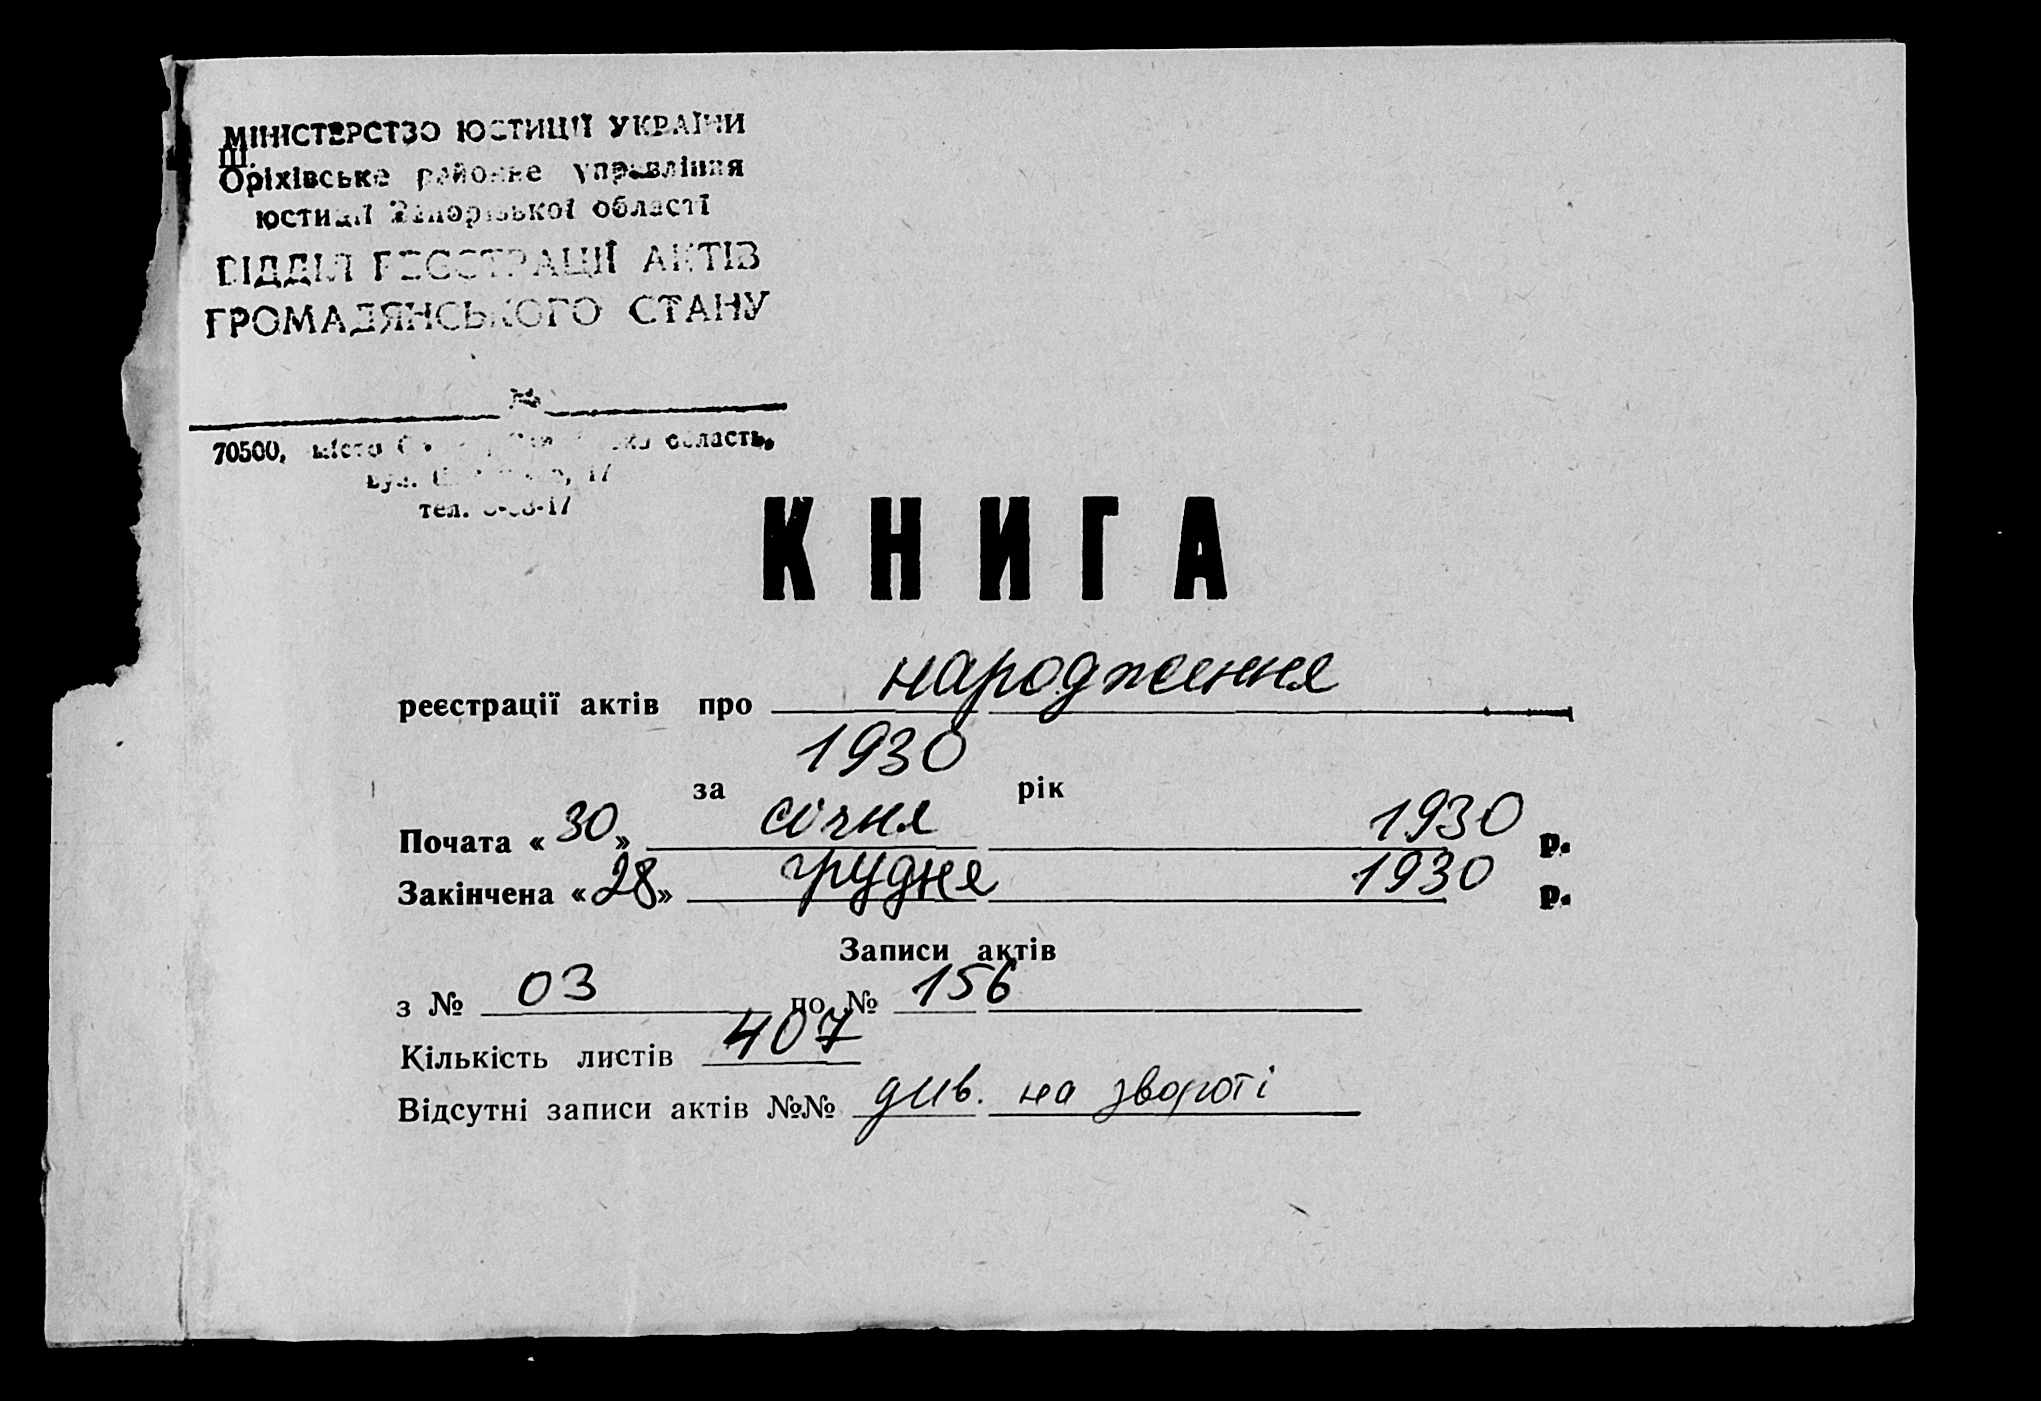 МІНІСТЕРСТВО ЮСТИЦІЇ УКРАЇНИ
Ш.
Оріхівське районне управління
юстиції Запорізької області
ВІДДІЛ РЕЄСТРАЦІЇ АКТІВ
ГРОМАДЯНСЬКОГО СТАНУ
№
70500, місто область,
вул. 17
тел.
КНИГА
реєстрації актів про народження
за 1930 рік
Почата «30» січня 1930 р.
Закінчена «28» грудня 1930 р.
Записи актів
з № 03 по № 156
Кількість листів 407
Відсутні записи актів №№ див. на звороті